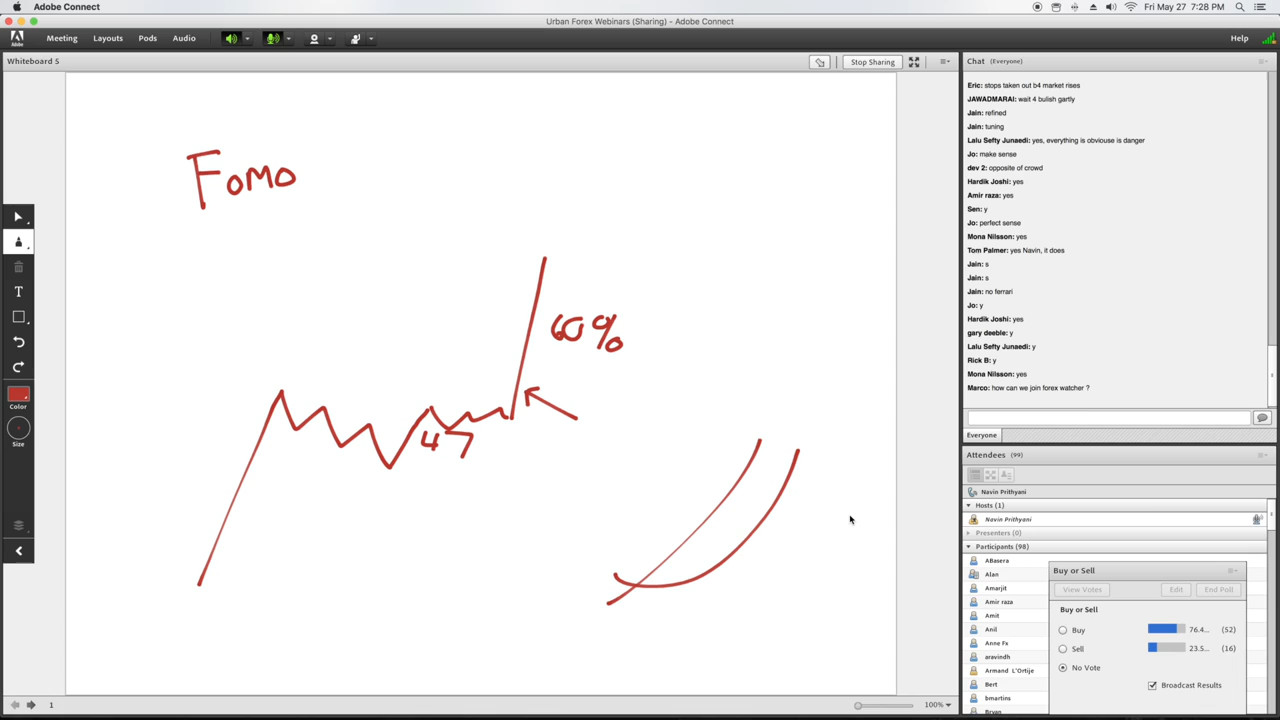 Adobe Connect
Fri May 27 7:28 PM
Urban Forex Webinars (Sharing) - Adobe Connect
Adobe
Meeting
Layouts
Pods
Audio
Help
Whiteboard 5
Stop Sharing
Fomo
60%
47
T
Color
Size
1
100%
Chat (Everyone)
Eric: stops taken out b4 market rises
JAWADMARAI: wait 4 bulish gartly
Jain: refined
Jain: tuning
Lalu Sefty Junaedi: yes, everything is obviouse is danger
Jo: make sense
dev 2: opposite of crowd
Hardik Joshi: yes
Amir raza: yes
Sen: y
Jo: perfect sense
Mona Nilsson: yes
Tom Palmer: yes Navin, it does
Jain: s
Jain: s
Jain: no ferrari
Jo: y
Hardik Joshi: yes
gary deeble: y
Lalu Sefty Junaedi: y
Rick B: y
Mona Nilsson: yes
Marco: how can we join forex watcher ?
Everyone
Attendees (99)
Navin Prithyani
Hosts (1)
Navin Prithyani
Presenters (0)
Participants (98)
ABasera
Alan
Amarjit
Amir raza
Amit
Anil
Anne Fx
aravindh
Armand L'Ortije
Bert
bmartins
Bryan
Buy or Sell
View Votes
Edit
End Poll
Buy or Sell
Buy 76.4... (52)
Sell 23.5... (16)
No Vote
Broadcast Results